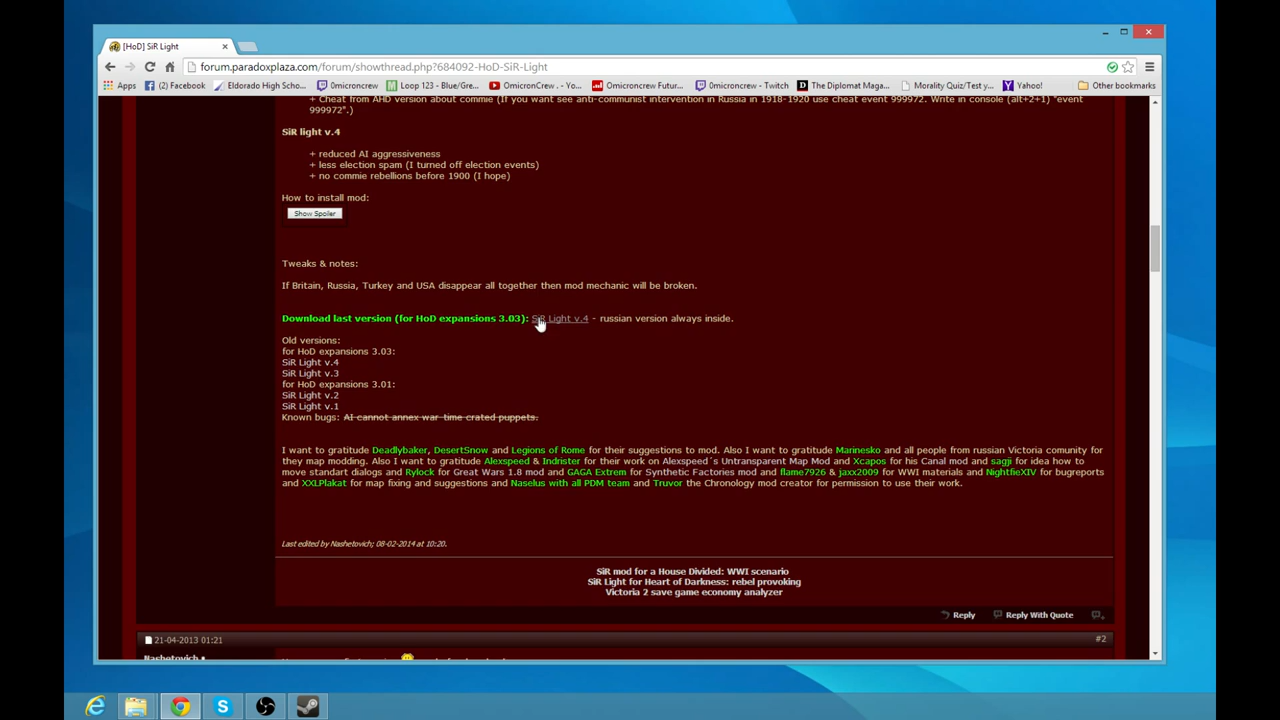 [HoD] SiR Light
forum.paradoxplaza.com/forum/showthread.php?684092-HoD-SiR-Light
Apps (2) Facebook Eldorado High Scho... 0microncrew Loop 123 - Blue/Gre... OmicronCrew . - You... Omicroncrew Futur... 0micronCrew - Twitch The Diplomat Magaz... Morality Quiz/Test y... Yahoo! Other bookmarks
+ Cheat from AHD version about commie (If you want see anti-communist intervention in Russia in 1918-1920 use cheat event 999972. Write in console (alt+2+1) "event
999972".)
SiR light v.4
+ reduced AI aggressiveness
+ less election spam (I turned off election events)
+ no commie rebellions before 1900 (I hope)
How to install mod:
Show Spoiler
Tweaks & notes:
If Britain, Russia, Turkey and USA disappear all together then mod mechanic will be broken.
Download last version (for HoD expansions 3.03): SiR Light v.4 - russian version always inside.
Old versions:
for HoD expansions 3.03:
SiR Light v.4
SiR Light v.3
for HoD expansions 3.01:
SiR Light v.2
SiR Light v.1
Known bugs: AI cannot annex war-time crated puppets.
I want to gratitude Deadlybaker, DesertSnow and Legions of Rome for their suggestions to mod. Also I want to gratitude Marinesko and all people from russian Victoria comunity for
they map modding. Also I want to gratitude Alexspeed & Indrister for their work on Alexspeed´s Untransparent Map Mod and Xcapos for his Canal mod and sagji for idea how to
move standart dialogs and Rylock for Great Wars 1.8 mod and GAGA Extrem for Synthetic Factories mod and flame7926 & jaxx2009 for WWI materials and NightfieXIV for bugreports
and XXLPlakat for map fixing and suggestions and Naselus with all PDM team and Truvor the Chronology mod creator for permission to use their work.
Last edited by Nashetovich; 08-02-2014 at 10:20.
SiR mod for a House Divided: WWI scenario
SiR Light for Heart of Darkness: rebel provoking
Victoria 2 save game economy analyzer
Reply Reply With Quote
21-04-2013 01:21 #2
Nashetovich